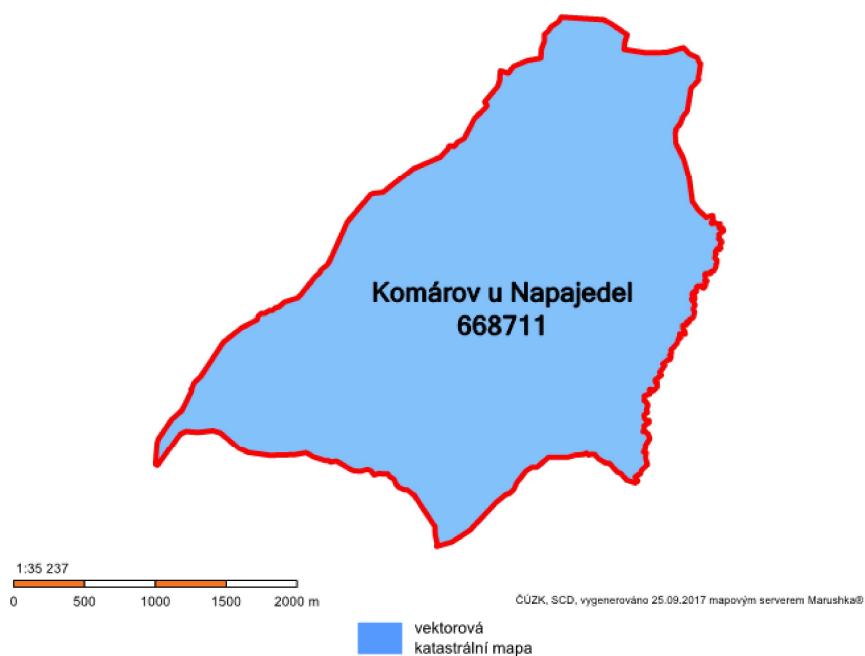 Komárov u Napajedel
668711
1:35 237
0 500 1000 1500 2000 m
ČÚZK, SCD, vygenerováno 25.09.2017 mapovým serverem Marushka®
vektorová
katastrální mapa